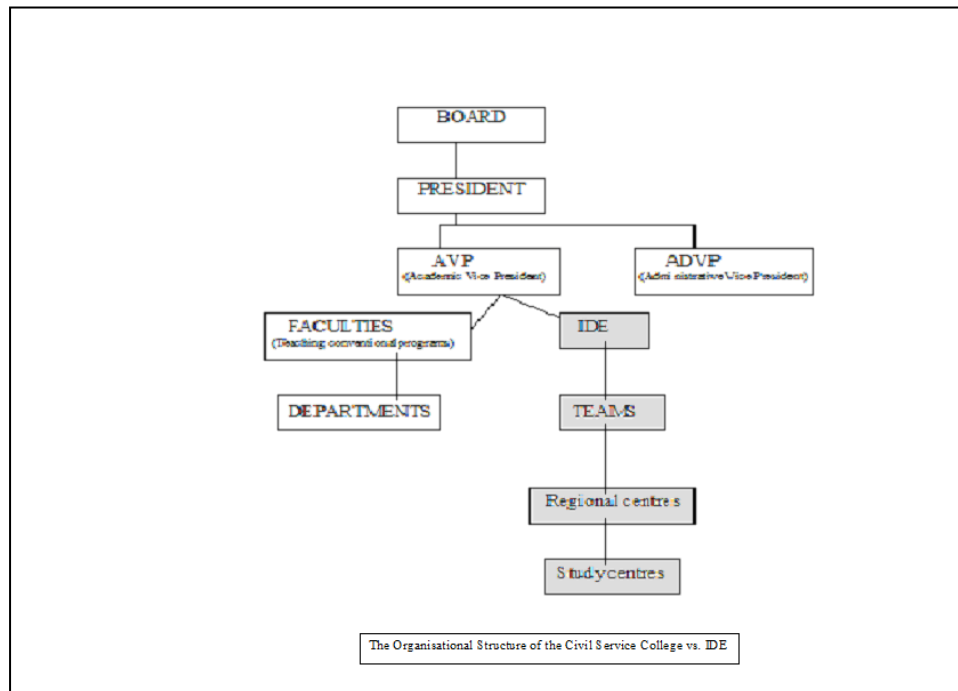 BOARD
PRESIDENT
AVP
(Academic Vice President)
ADVP
(Administrative Vice President)
FACULTIES
(Teaching conventional programs)
IDE
DEPARTMENTS
TEAMS
Regional centres
Study centres
The Organisational Structure of the Civil Service College vs. IDE